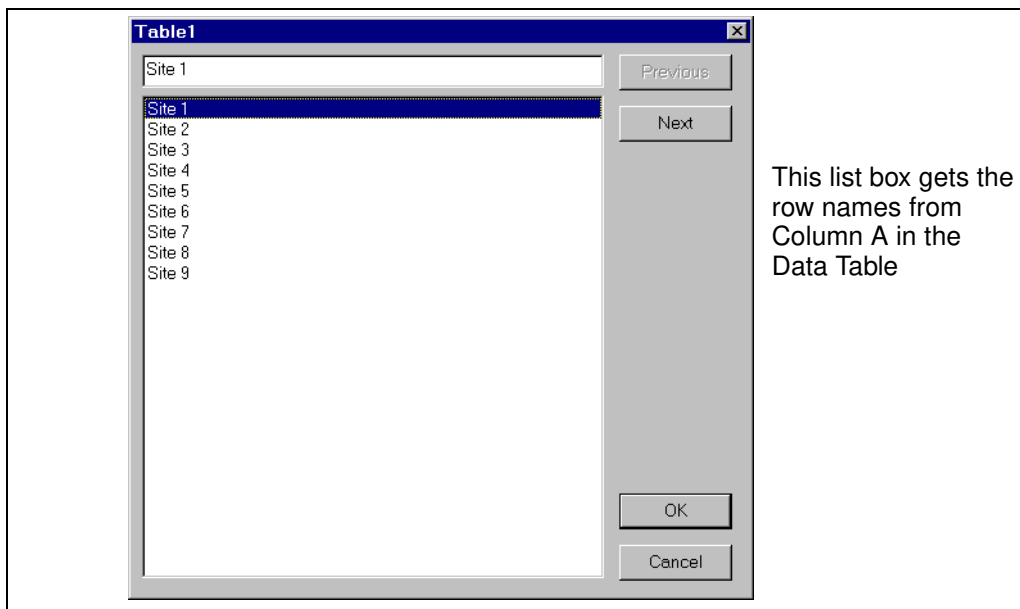 Table1
Site 1
Previous
Site 1
Next
Site 2
Site 3
Site 4
Site 5
Site 6
Site 7
Site 8
Site 9
This list box gets the
row names from
Column A in the
Data Table
OK
Cancel